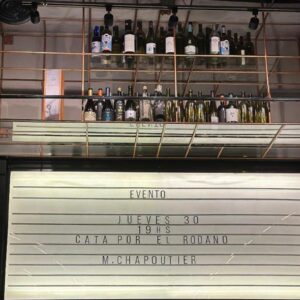 EVENTO
JUEVES 30
19HS
CATA POR EL RODANO
M.CHAPOUTIER